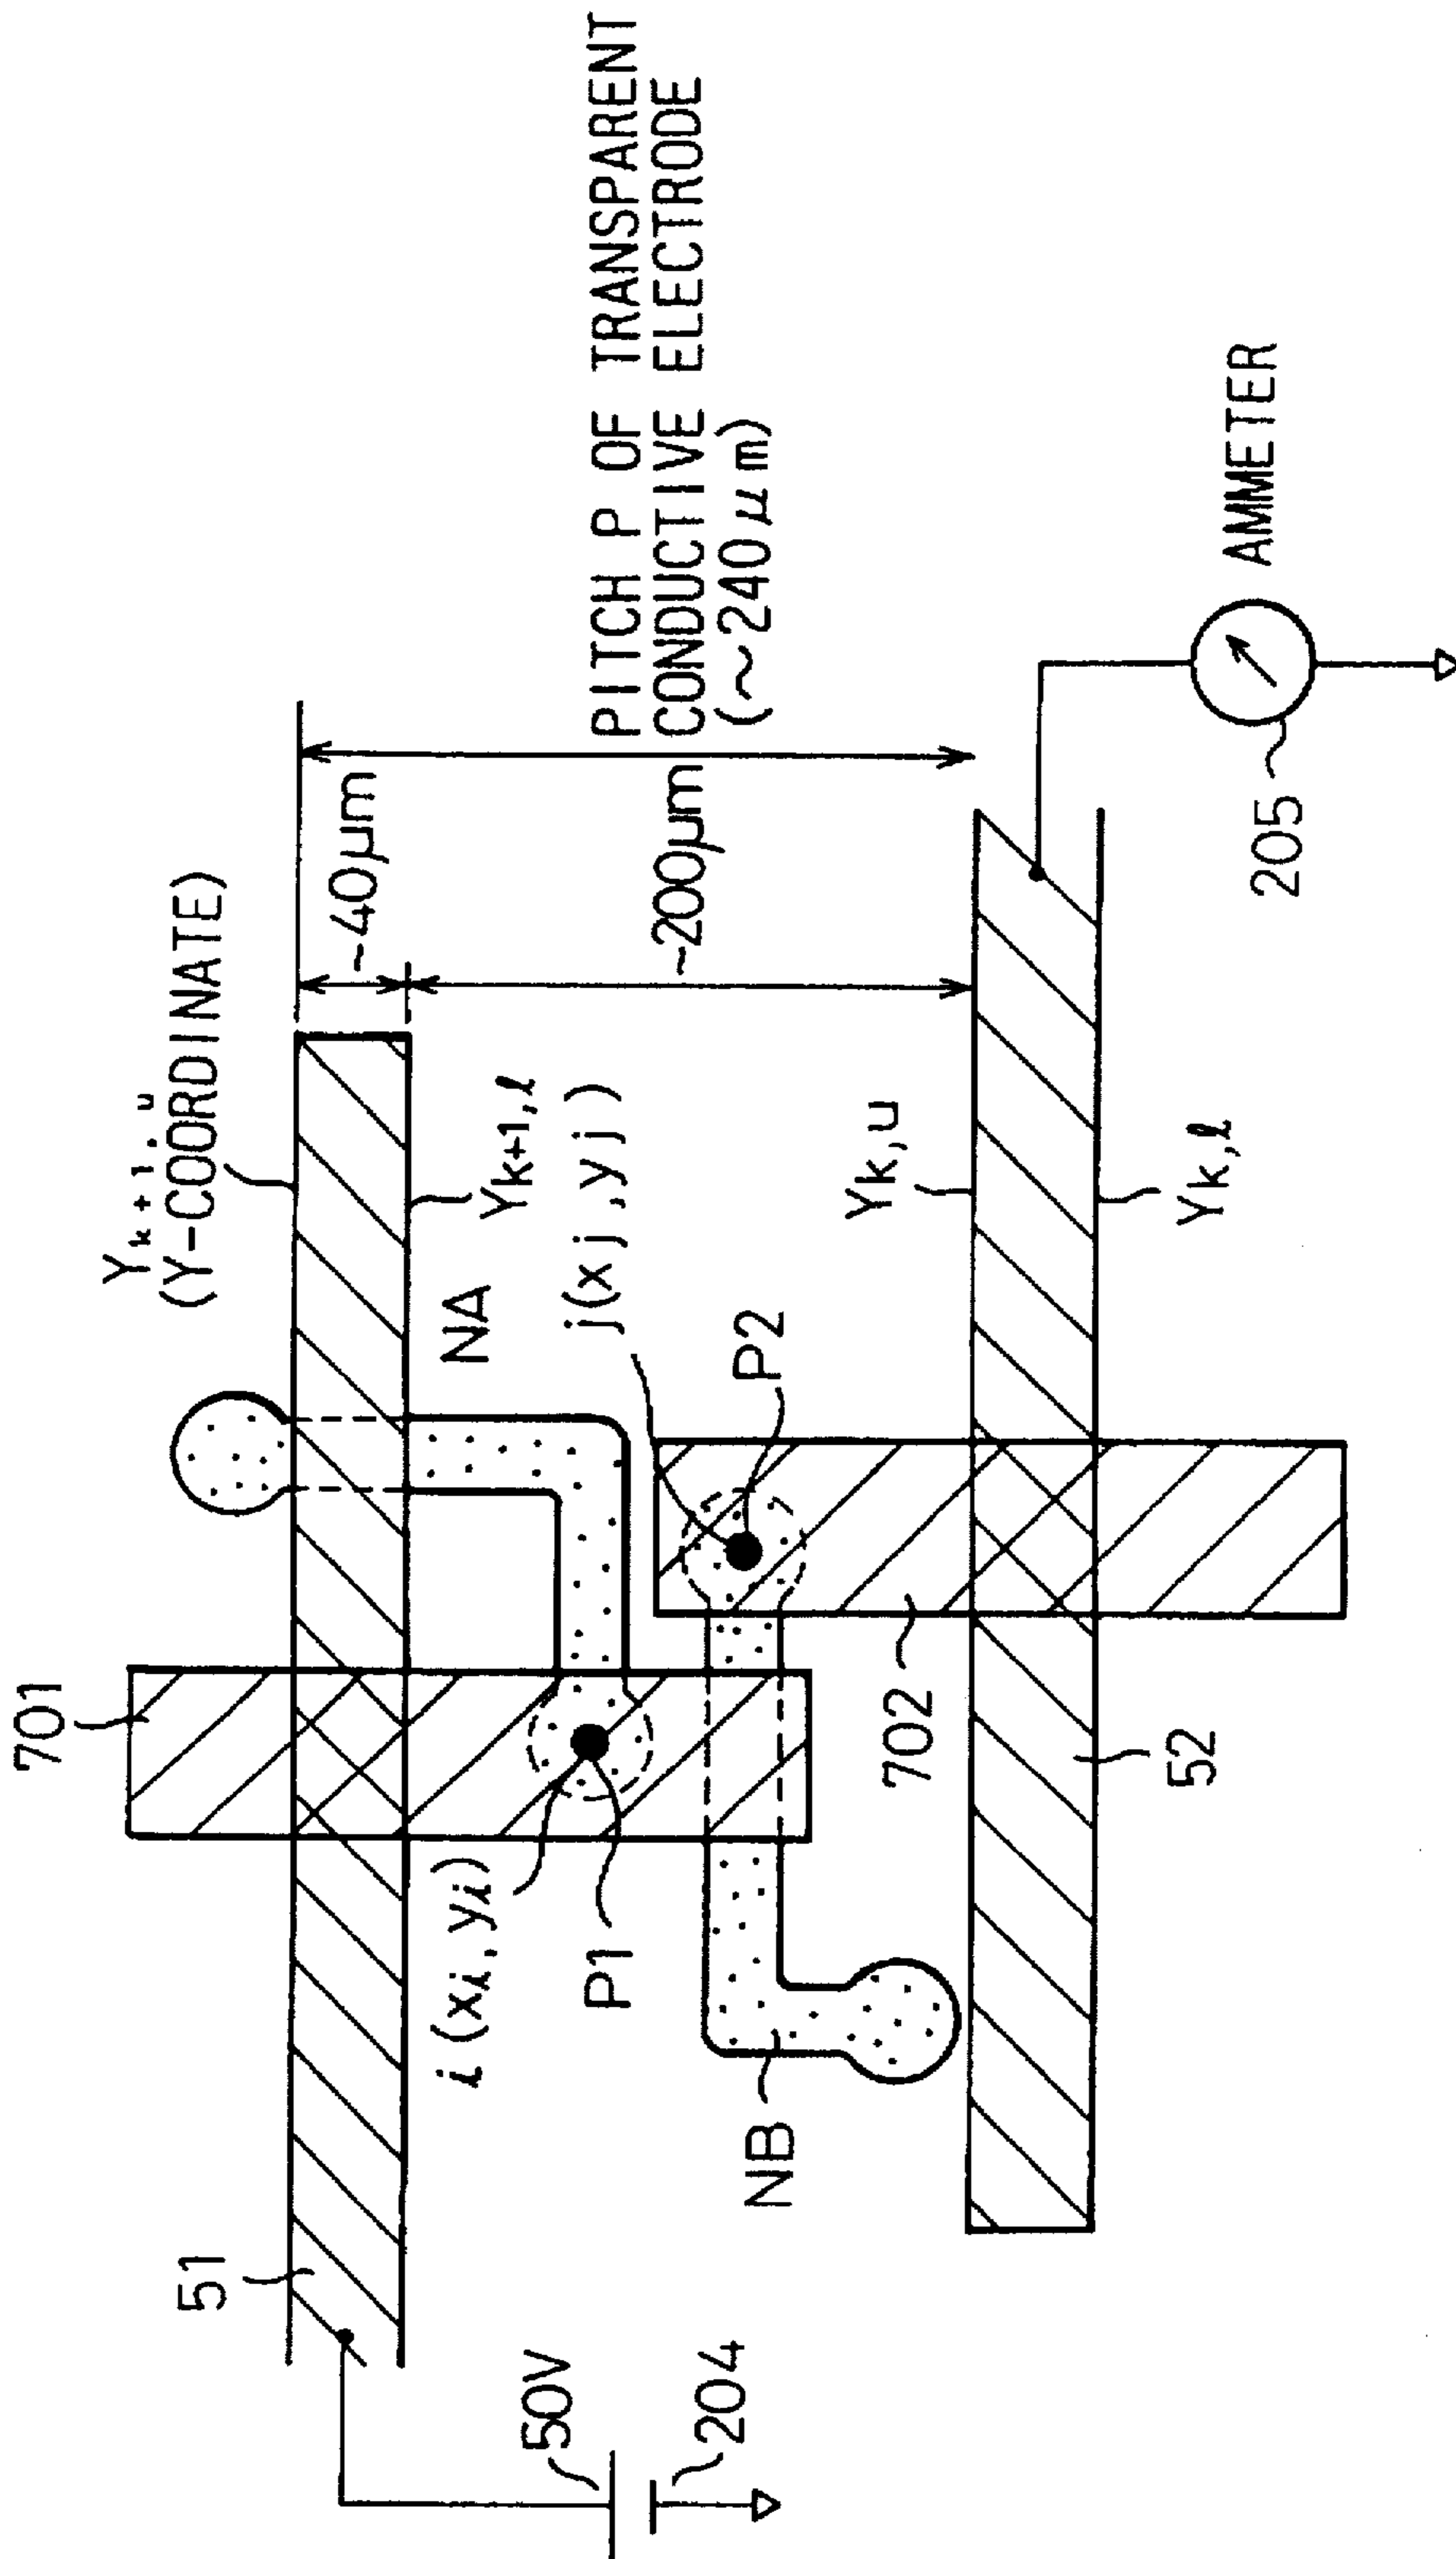 Yk+1,u
(Y-COORDINATE)
~40μm
PITCH P OF TRANSPARENT
CONDUCTIVE ELECTRODE
(~240μm)
~200μm
701
51
Yk+1,ℓ
NA
j(xj,yj)
i(xi,yi)
P1
P2
Yk,u
Yk,ℓ
702
52
NB
50V
204
205
AMMETER